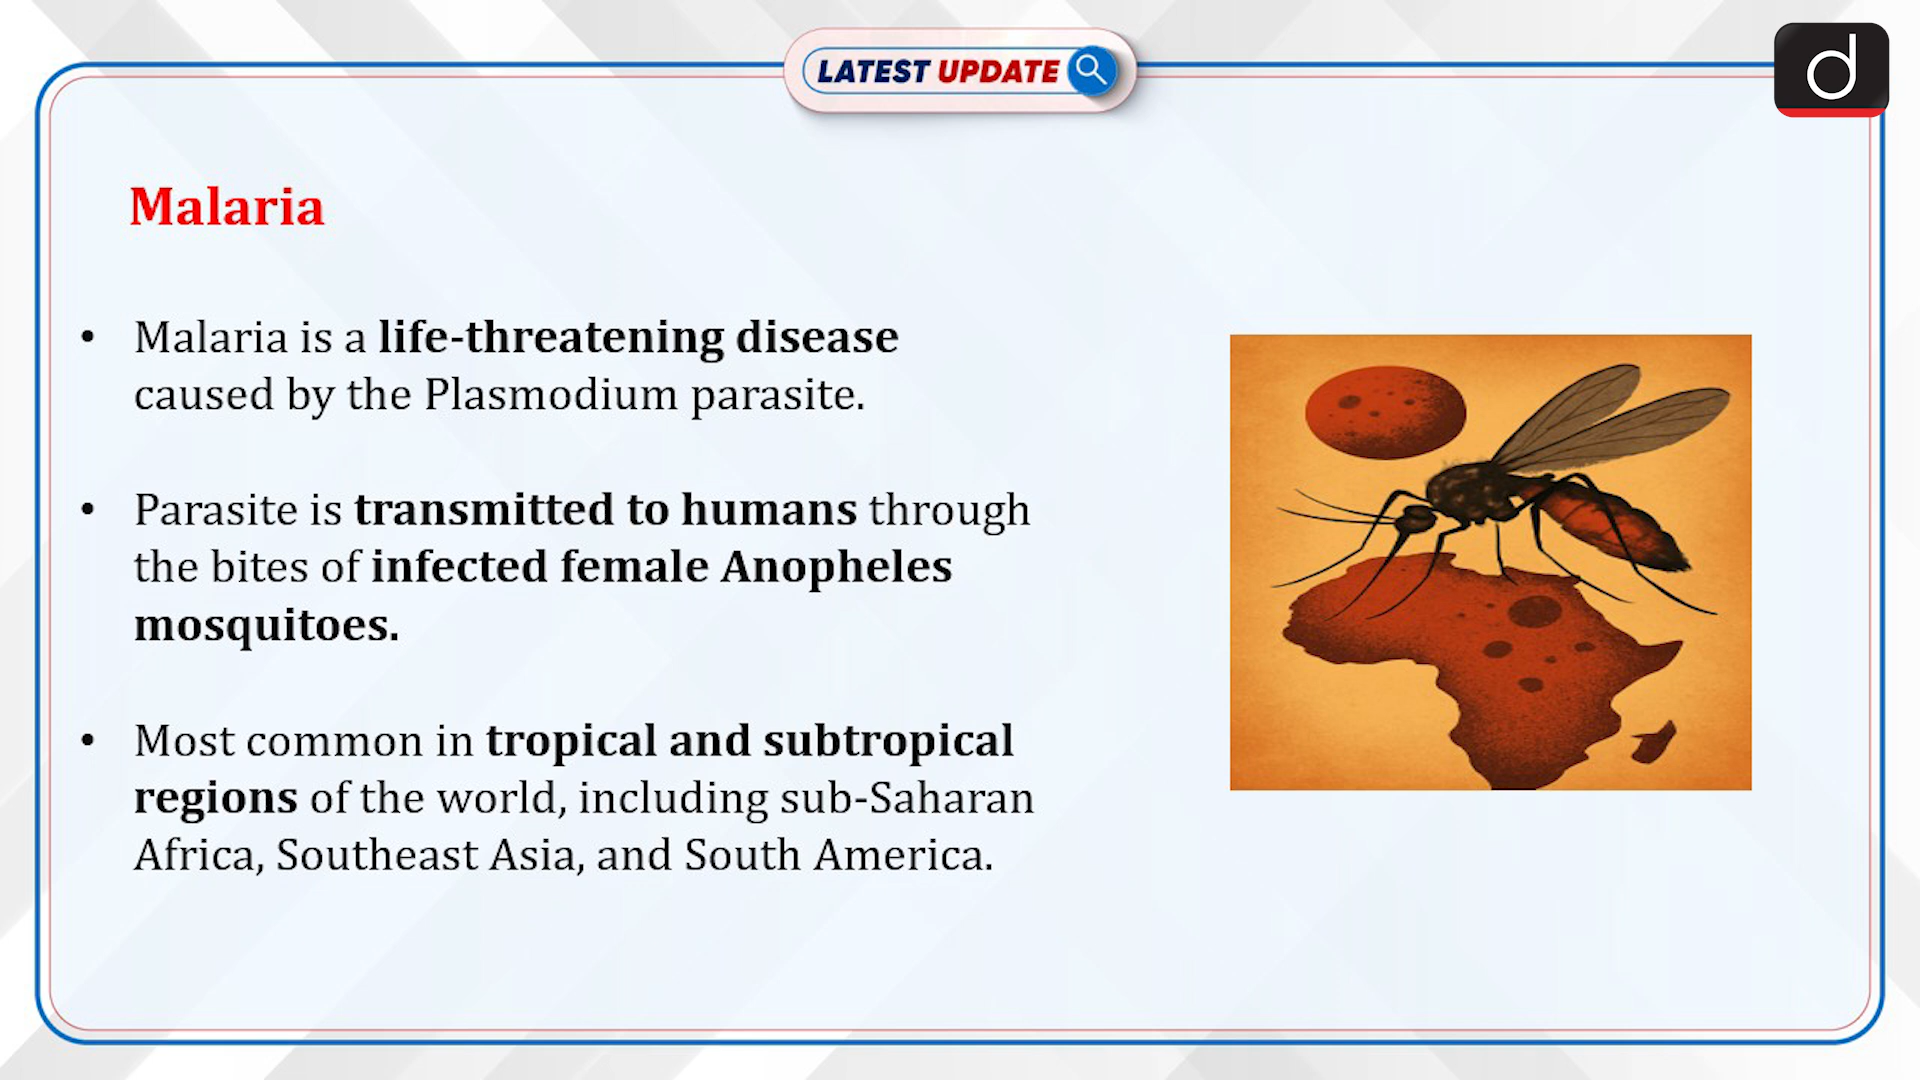 LATEST UPDATE
d
Malaria
• Malaria is a life-threatening disease
caused by the Plasmodium parasite.
• Parasite is transmitted to humans through
the bites of infected female Anopheles
mosquitoes.
• Most common in tropical and subtropical
regions of the world, including sub-Saharan
Africa, Southeast Asia, and South America.